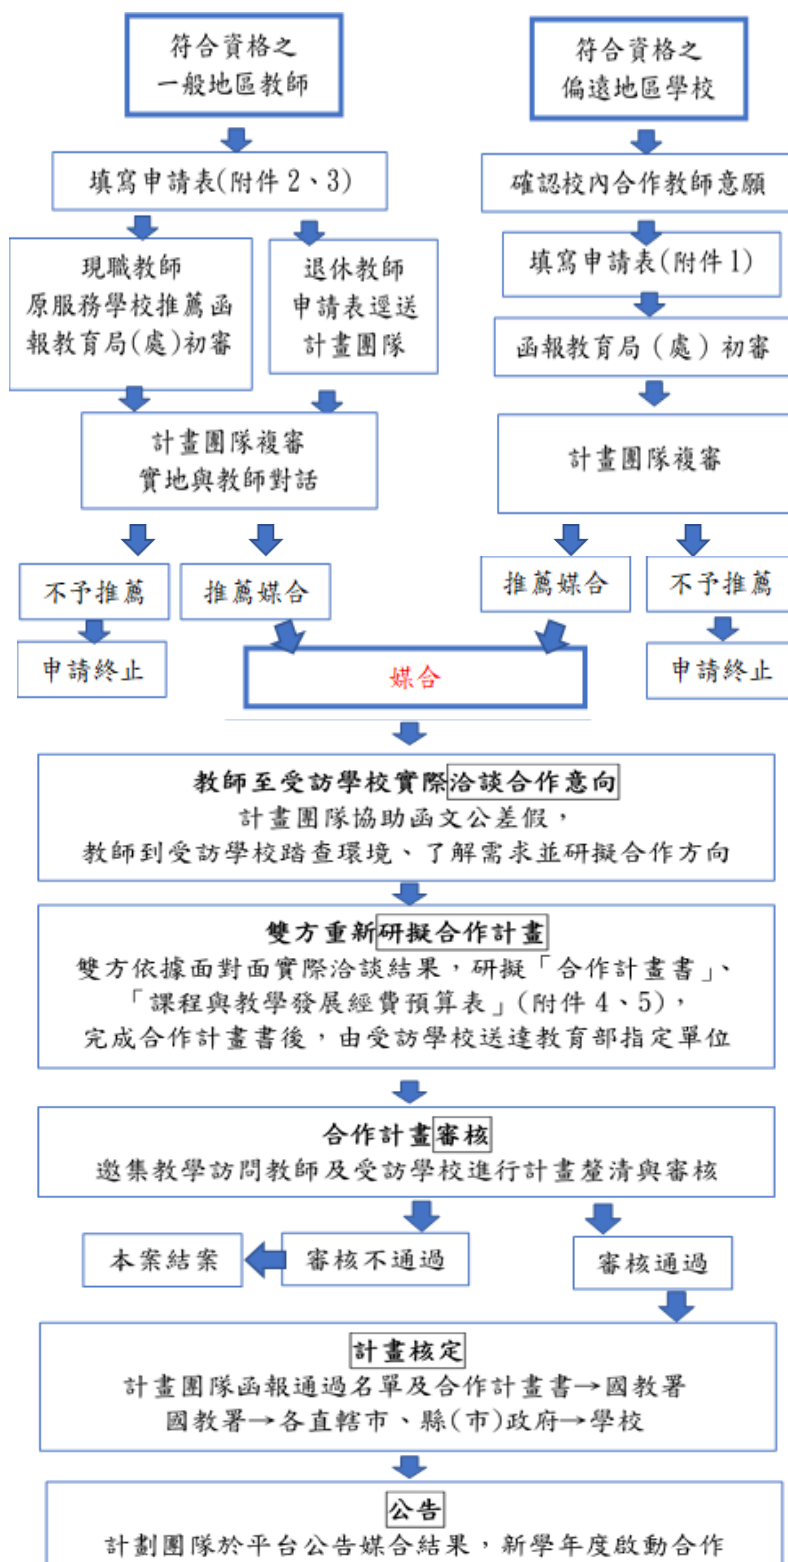 符合資格之
一般地區教師
符合資格之
偏遠地區學校
填寫申請表(附件2、3)
確認校內合作教師意願
現職教師
原服務學校推薦函
報教育局(處)初審
退休教師
申請表逕送
計畫團隊
填寫申請表(附件1)
函報教育局(處)初審
計畫團隊複審
實地與教師對話
計畫團隊複審
不予推薦
推薦媒合
推薦媒合
不予推薦
申請終止
媒合
申請終止
教師至受訪學校實際洽談合作意向
計畫團隊協助函文公差假,
教師到受訪學校踏查環境、了解需求並研擬合作方向
雙方重新研擬合作計畫
雙方依據面對面實際洽談結果,研擬「合作計畫書」、
「課程與教學發展經費預算表」(附件4、5),
完成合作計畫書後,由受訪學校送達教育部指定單位
合作計畫審核
邀集教學訪問教師及受訪學校進行計畫釐清與審核
本案結案
審核不通過
審核通過
計畫核定
計畫團隊函報通過名單及合作計畫書→國教署
國教署→各直轄市、縣(市)政府→學校
公告
計劃團隊於平台公告媒合結果,新學年度啟動合作